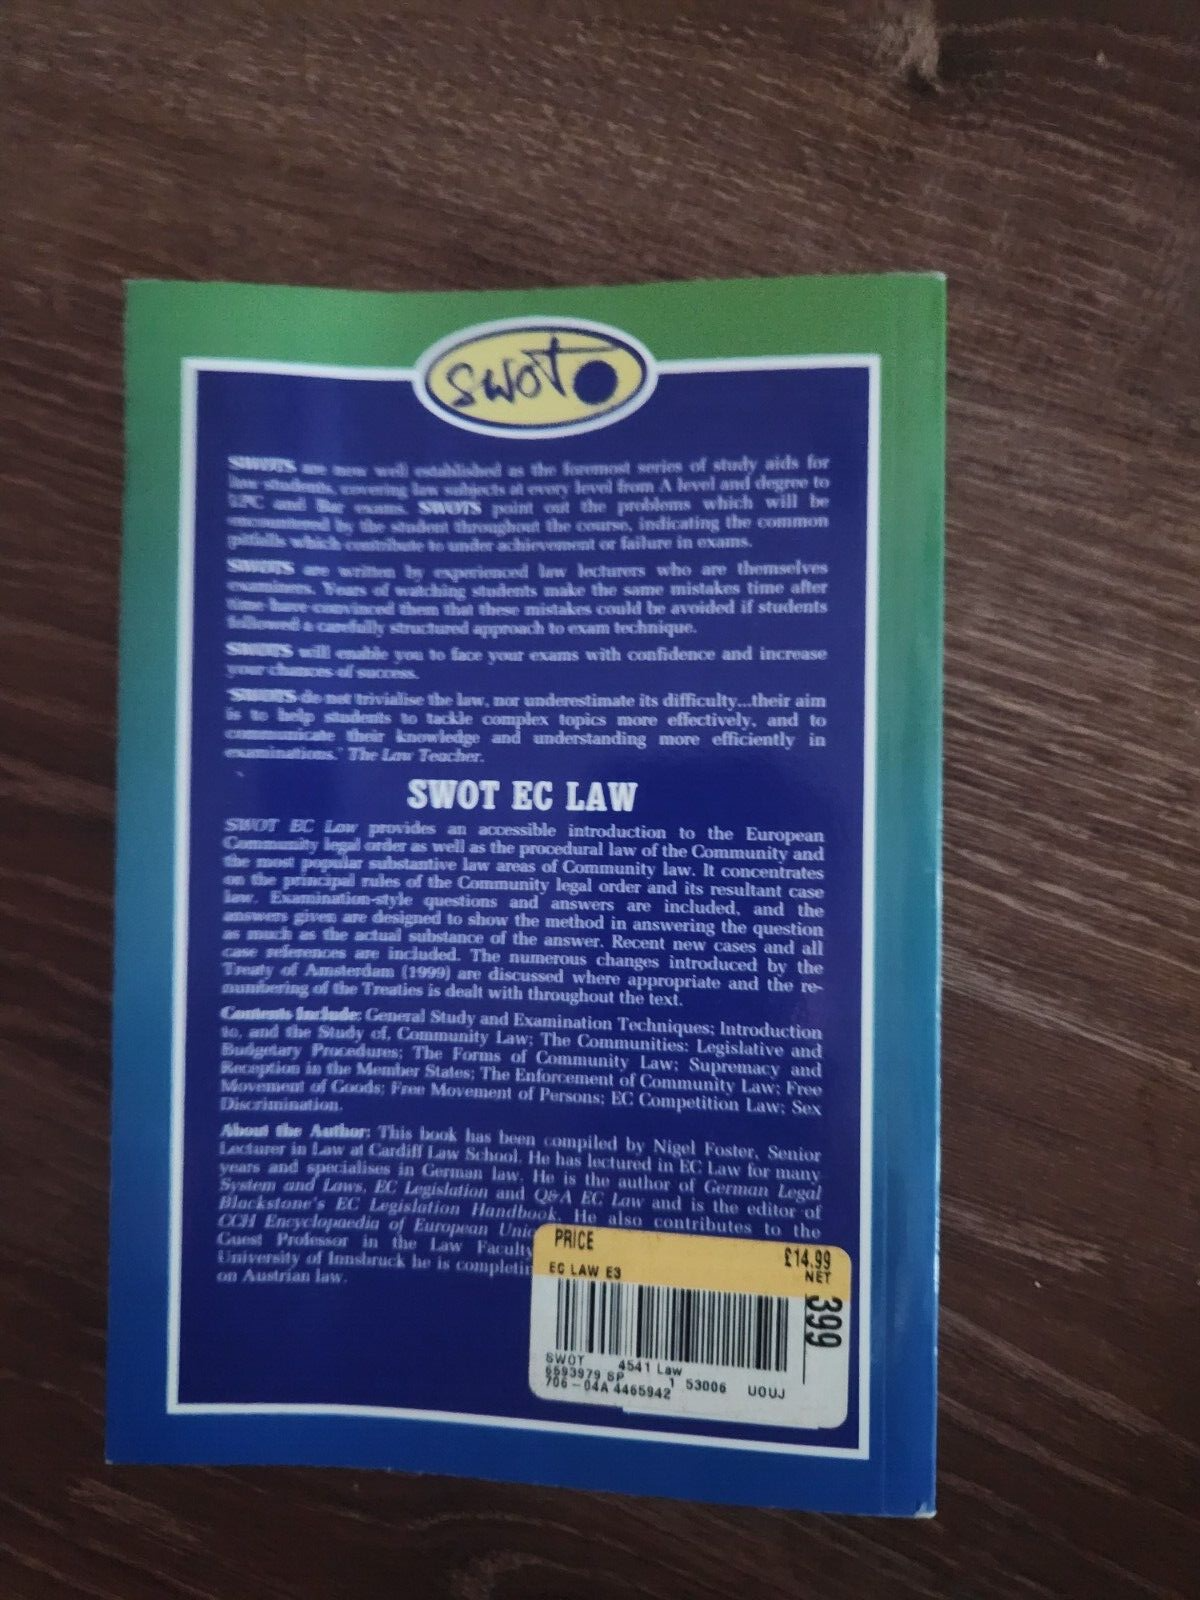 swot
SWOTS are now well established as the foremost series of study aids for
law students, covering law subjects at every level from A level and degree to
LPC and Bar exams. SWOTS point out the problems which will be
encountered by the student throughout the course, indicating the common
pitfalls which contribute to under achievement or failure in exams.
SWOTS are written by experienced law lecturers who are themselves
examiners. Years of watching students make the same mistakes time after
time have convinced them that these mistakes could be avoided if students
followed a carefully structured approach to exam technique.
SWOTS will enable you to face your exams with confidence and increase
your chances of success.
'SWOTS do not trivialise the law, nor underestimate its difficulty...their aim
is to help students to tackle complex topics more effectively, and to
communicate their knowledge and understanding more efficiently in
examinations.' The Law Teacher.
SWOT EC LAW
SWOT EC Law provides an accessible introduction to the European
Community legal order as well as the procedural law of the Community and
the most popular substantive law areas of Community law. It concentrates
on the principal rules of the Community legal order and its resultant case
law. Examination-style questions and answers are included, and the
answers given are designed to show the method in answering the question
as much as the actual substance of the answer. Recent new cases and all
case references are included. The numerous changes introduced by the
Treaty of Amsterdam (1999) are discussed where appropriate and the re-
numbering of the Treaties is dealt with throughout the text.
Contents Include: General Study and Examination Techniques; Introduction
to, and the Study of, Community Law; The Communities: Legislative and
Budgetary Procedures; The Forms of Community Law; Supremacy and
Reception in the Member States; The Enforcement of Community Law; Free
Movement of Goods; Free Movement of Persons; EC Competition Law; Sex
Discrimination.
About the Author: This book has been compiled by Nigel Foster, Senior
Lecturer in Law at Cardiff Law School. He has lectured in EC Law for many
years and specialises in German law. He is the author of German Legal
System and Laws, EC Legislation and Q&A EC Law and is the editor of
Blackstone's EC Legislation Handbook. He also contributes to the
CCH Encyclopaedia of European
Guest Professor in the Law Faculty
University of Innsbruck he is
on Austrian law.
PRICE £14.99
EC LAW E3 NET
399
SWOT 4541 Law
6593979 SP 1 53006 UOUJ
706-04A 4465942